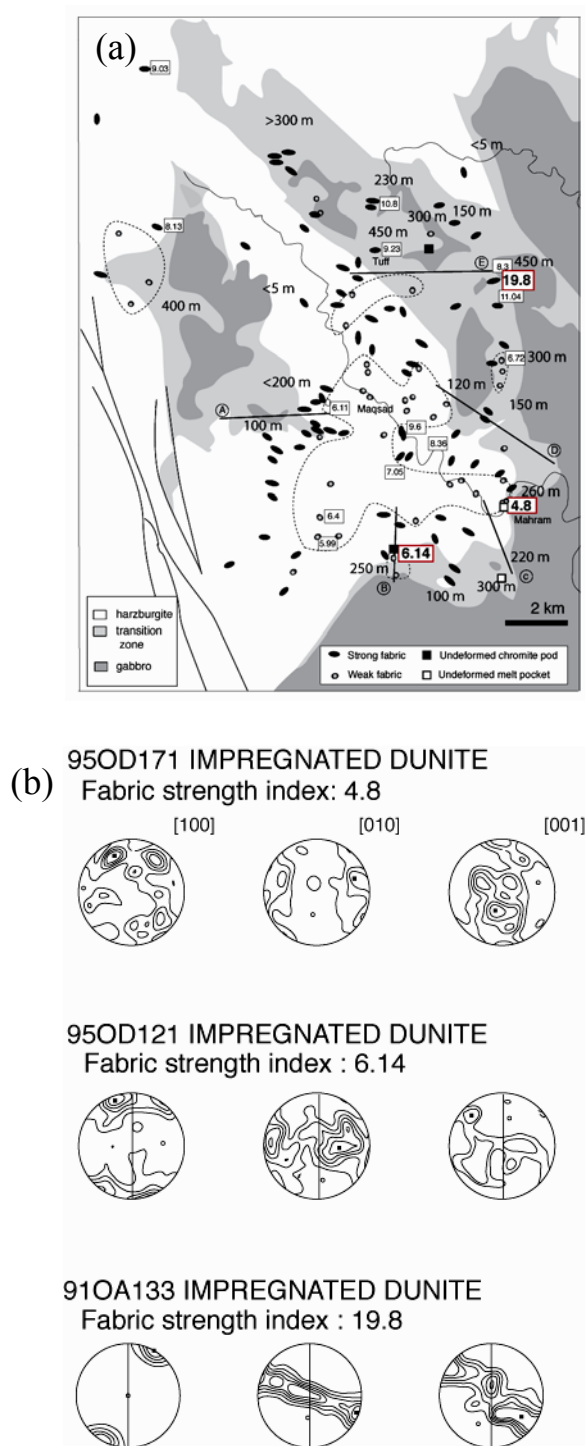 (a)
9.03
>300 m
<5 m
230 m
10.8
300 m
150 m
450 m
9.23
Tuff
8.13
E
8.3
450 m
19.8
11.04
400 m
<5 m
6.72
300 m
<200 m
120 m
6.11
Maqsad
A
100 m
150 m
9.6
8.36
D
7.05
260 m
4.8
Mahram
6.4
5.99
6.14
220 m
250 m
B
100 m
300 m
C
2 km
harzburgite
transition
zone
gabbro
Strong fabric
Undeformed chromite pod
Weak fabric
Undeformed melt pocket
(b)
95OD171 IMPREGNATED DUNITE
Fabric strength index: 4.8
[100] [010] [001]
95OD121 IMPREGNATED DUNITE
Fabric strength index : 6.14
91OA133 IMPREGNATED DUNITE
Fabric strength index : 19.8